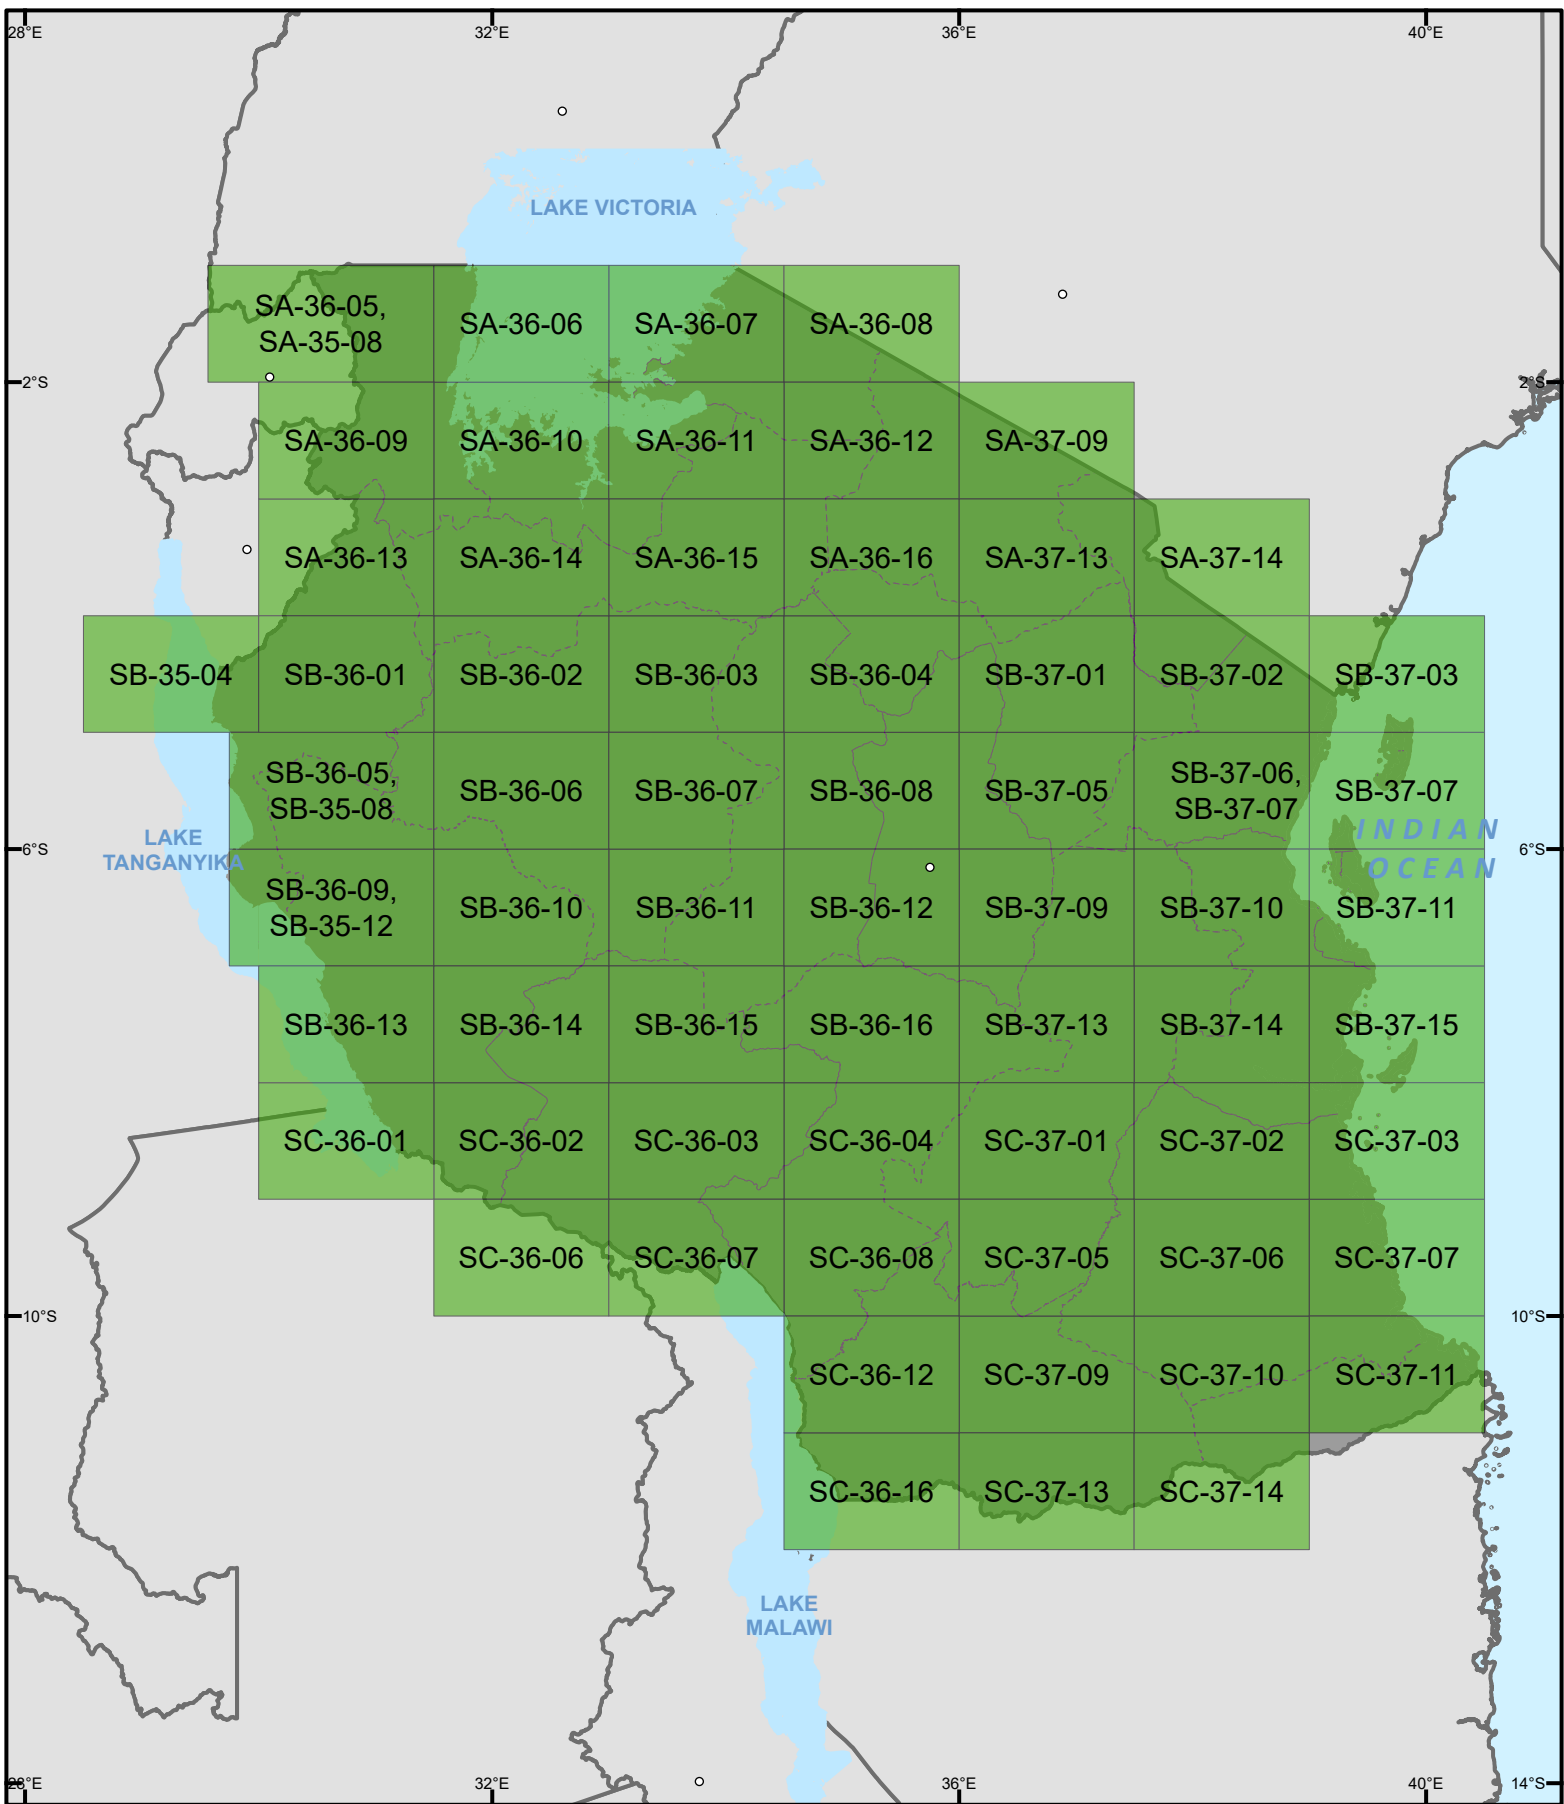 28°E
32°E
36°E
40°E
LAKE VICTORIA
SA-36-05,
SA-35-08
SA-36-06
SA-36-07
SA-36-08
2°S
2°S
SA-36-09
SA-36-10
SA-36-11
SA-36-12
SA-37-09
SA-36-13
SA-36-14
SA-36-15
SA-36-16
SA-37-13
SA-37-14
SB-35-04
SB-36-01
SB-36-02
SB-36-03
SB-36-04
SB-37-01
SB-37-02
SB-37-03
SB-36-05,
SB-35-08
SB-36-06
SB-36-07
SB-36-08
SB-37-05
SB-37-06,
SB-37-07
SB-37-07
INDIAN
OCEAN
LAKE
TANGANYIKA
6°S
6°S
SB-36-09,
SB-35-12
SB-36-10
SB-36-11
SB-36-12
SB-37-09
SB-37-10
SB-37-11
SB-36-13
SB-36-14
SB-36-15
SB-36-16
SB-37-13
SB-37-14
SB-37-15
SC-36-01
SC-36-02
SC-36-03
SC-36-04
SC-37-01
SC-37-02
SC-37-03
SC-36-06
SC-36-07
SC-36-08
SC-37-05
SC-37-06
SC-37-07
10°S
10°S
SC-36-12
SC-37-09
SC-37-10
SC-37-11
SC-36-16
SC-37-13
SC-37-14
LAKE
MALAWI
28°E
32°E
36°E
40°E
14°S